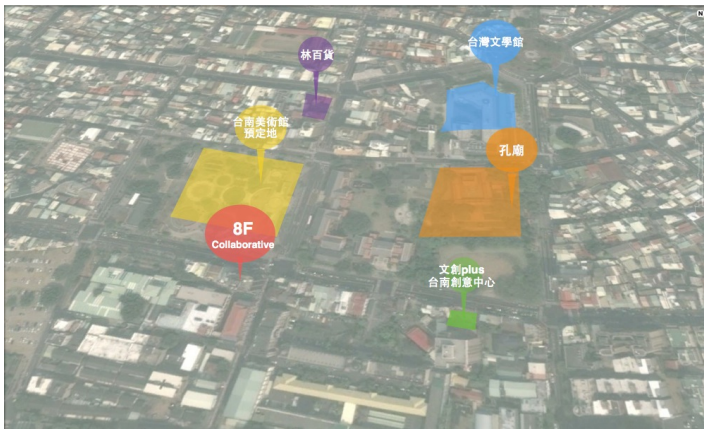 N
台灣文學館
林百貨
台南美術館
預定地
孔廟
8F
Collaborative
文創plus
台南創意中心